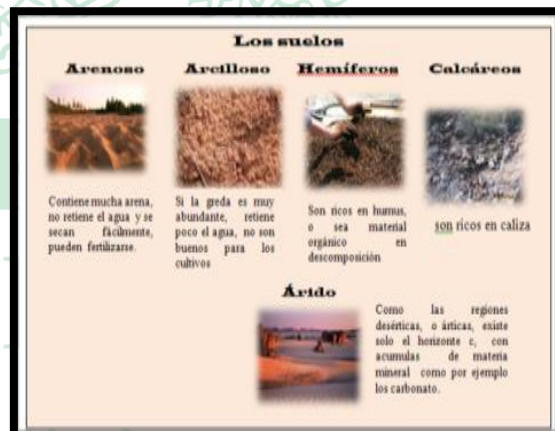 Los suelos
Arenoso
Contiene mucha arena,
no retiene el agua y se
secan fácilmente,
pueden fertilizarse.
Arcilloso
Si la greda es muy
abundante, retiene
poco el agua, no son
buenos para los
cultivos
Hemíferos
Son ricos en humus,
o sea material
orgánico en
descomposición
Calcáreos
son ricos en caliza
Árido
Como las regiones
desérticas, o árticas, existe
solo el horizonte c, con
acumulas de materia
mineral como por ejemplo
los carbonato.